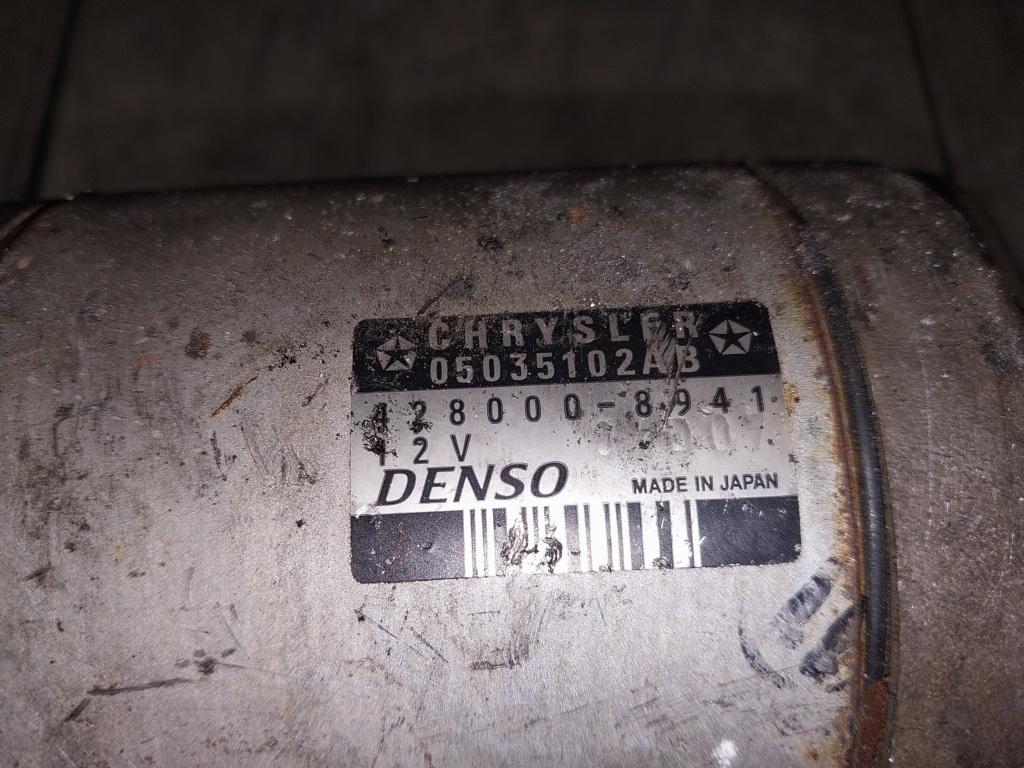 CHRYSLER
05035102AB
428000-8941
12V
DENSO MADE IN JAPAN